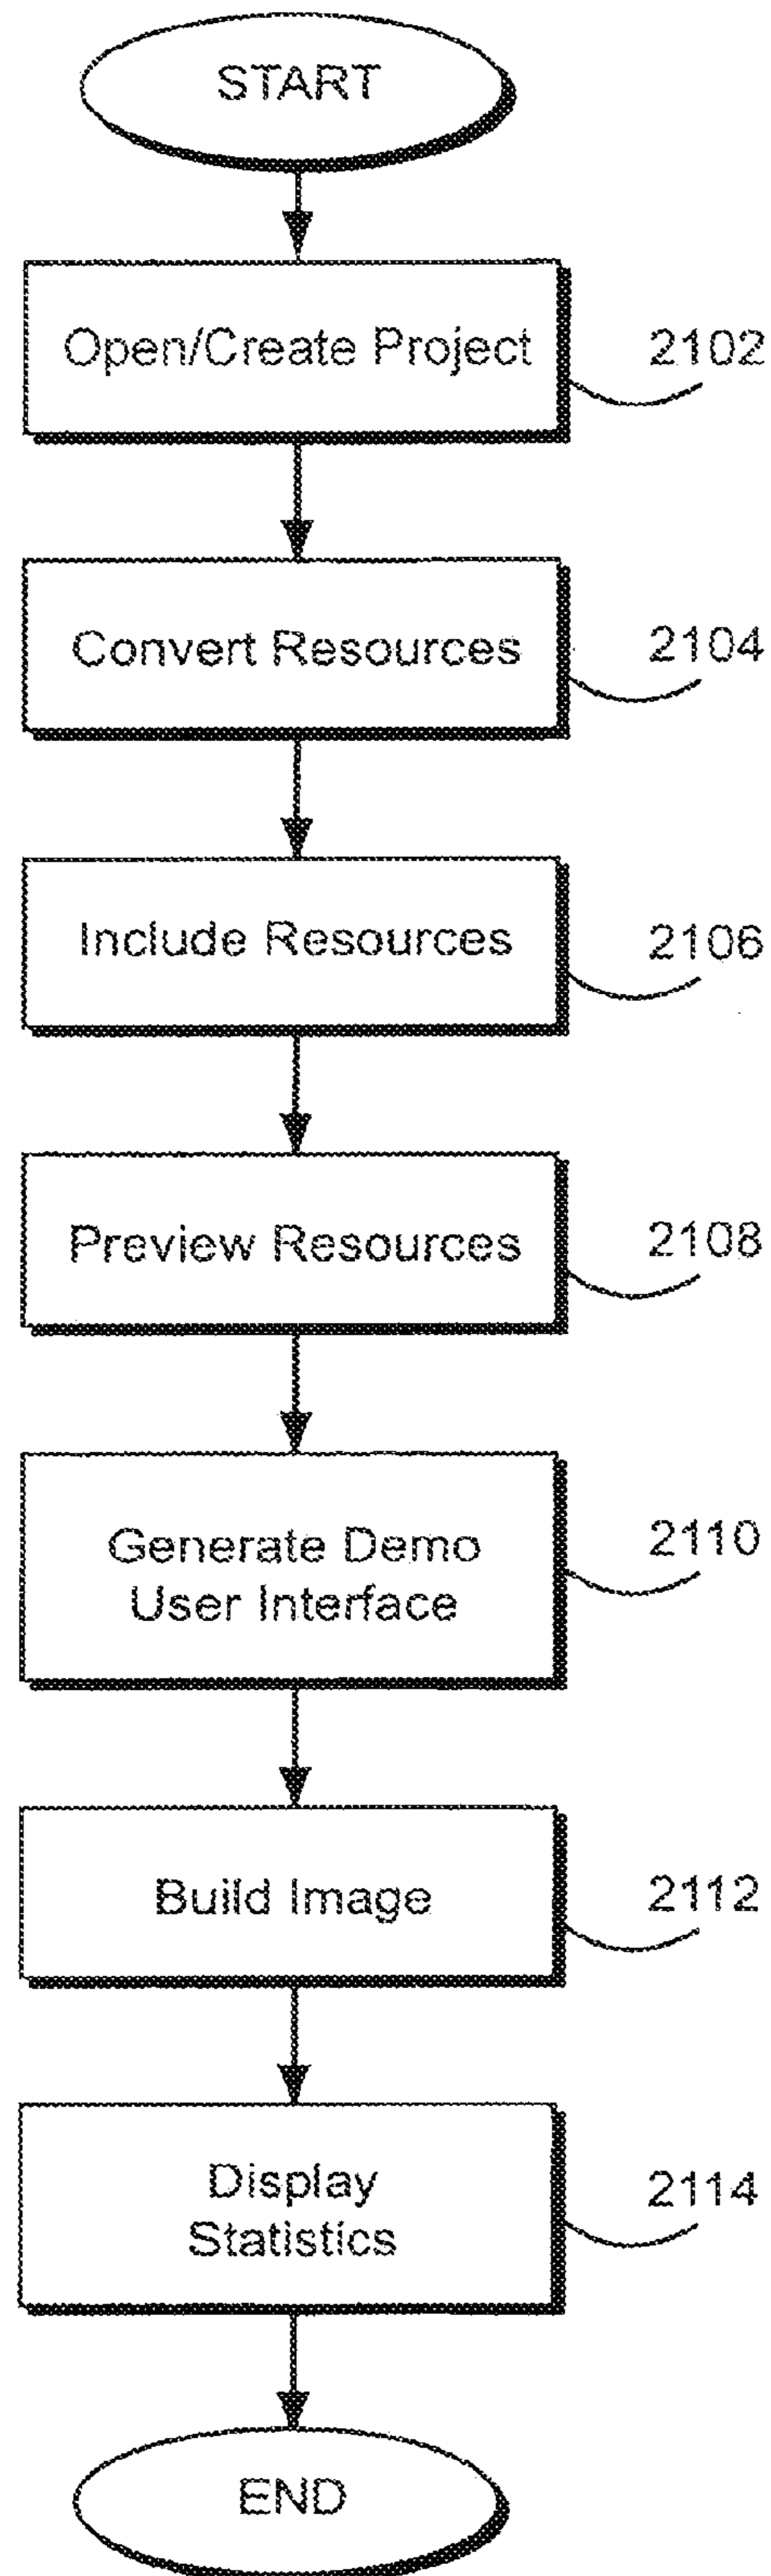 START
Open/Create Project
2102
Convert Resources
2104
Include Resources
2106
Preview Resources
2108
Generate Demo
User Interface
2110
Build Image
2112
Display
Statistics
2114
END